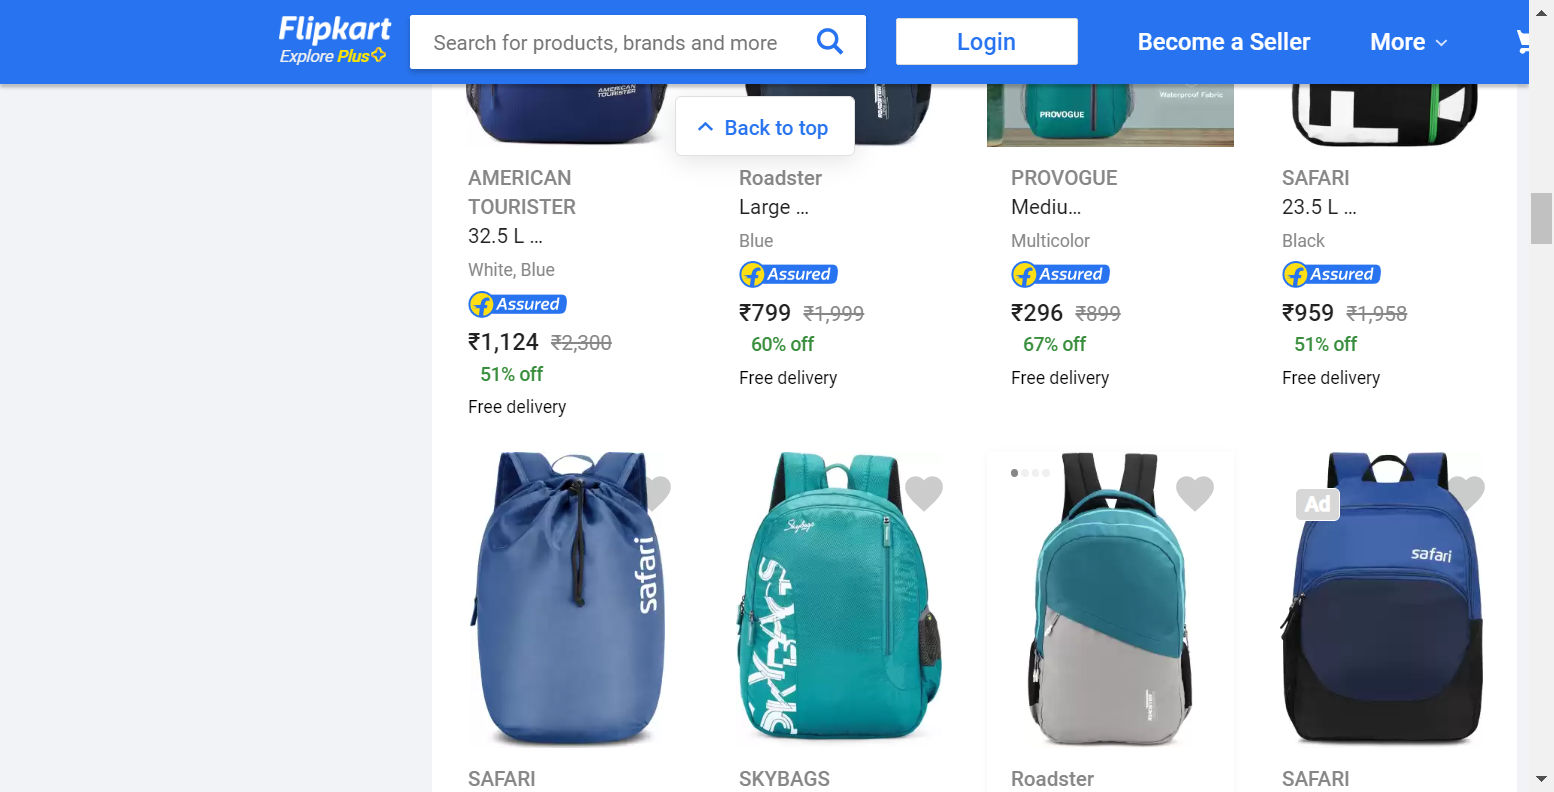 Flipkart
Explore Plus
Search for products, brands and more
Login
Become a Seller
More
Back to top
AMERICAN
TOURISTER
ROADSTER
PROVOGUE
Waterproof Fabric
AMERICAN
TOURISTER
32.5 L ...
White, Blue
Assured
₹1,124 ₹2,300
51% off
Free delivery
Roadster
Large ...
Blue
Assured
₹799 ₹1,999
60% off
Free delivery
PROVOGUE
Mediu...
Multicolor
Assured
₹296 ₹899
67% off
Free delivery
SAFARI
23.5 L ...
Black
Assured
₹959 ₹1,958
51% off
Free delivery
safari
Skybags
SKYBAGS
ROADSTER
Ad
safari
SAFARI
SKYBAGS
Roadster
SAFARI